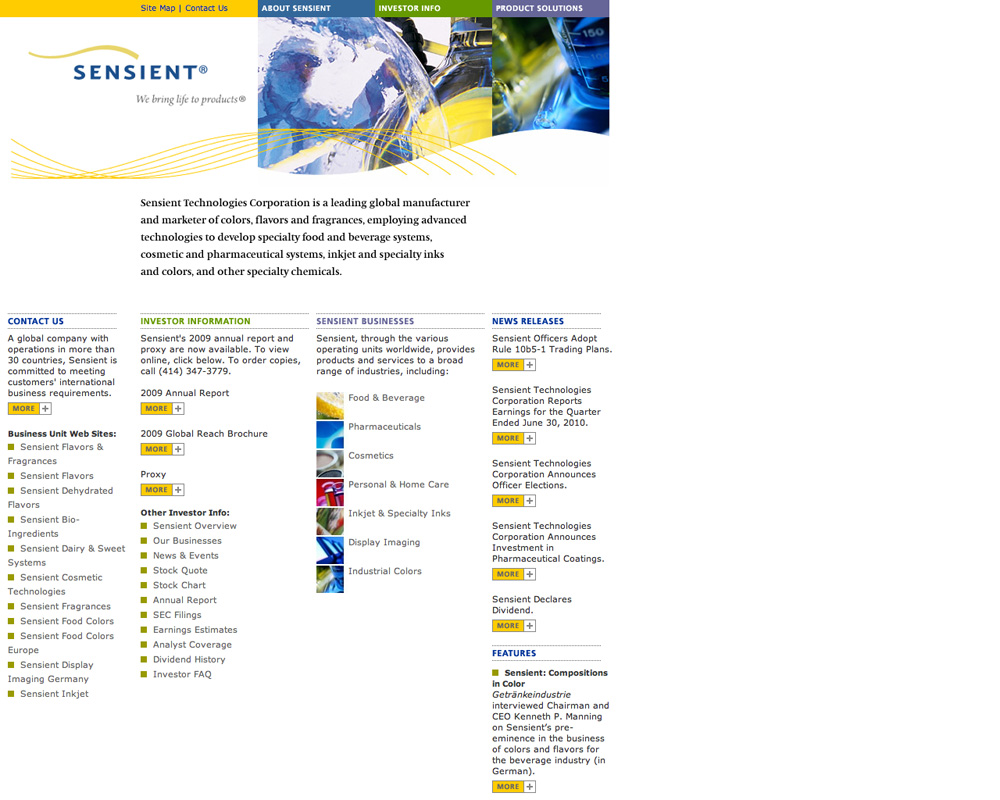 Site Map | Contact Us
ABOUT SENSIENT
INVESTOR INFO
PRODUCT SOLUTIONS
SENSIENT®
We bring life to products®
150
Sensient Technologies Corporation is a leading global manufacturer
and marketer of colors, flavors and fragrances, employing advanced
technologies to develop specialty food and beverage systems,
cosmetic and pharmaceutical systems, inkjet and specialty inks
and colors, and other specialty chemicals.
CONTACT US
A global company with
operations in more than
30 countries, Sensient is
committed to meeting
customers' international
business requirements.
MORE +
Business Unit Web Sites:
Sensient Flavors &
Fragrances
Sensient Flavors
Sensient Dehydrated
Flavors
Sensient Bio-
Ingredients
Sensient Dairy & Sweet
Systems
Sensient Cosmetic
Technologies
Sensient Fragrances
Sensient Food Colors
Sensient Food Colors
Europe
Sensient Display
Imaging Germany
Sensient Inkjet
INVESTOR INFORMATION
Sensient's 2009 annual report and
proxy are now available. To view
online, click below. To order copies,
call (414) 347-3779.
2009 Annual Report
MORE +
2009 Global Reach Brochure
MORE +
Proxy
MORE +
Other Investor Info:
Sensient Overview
Our Businesses
News & Events
Stock Quote
Stock Chart
Annual Report
SEC Filings
Earnings Estimates
Analyst Coverage
Dividend History
Investor FAQ
SENSIENT BUSINESSES
Sensient, through the various
operating units worldwide, provides
products and services to a broad
range of industries, including:
Food & Beverage
Pharmaceuticals
Cosmetics
Personal & Home Care
Inkjet & Specialty Inks
Display Imaging
Industrial Colors
NEWS RELEASES
Sensient Officers Adopt
Rule 10b5-1 Trading Plans.
MORE +
Sensient Technologies
Corporation Reports
Earnings for the Quarter
Ended June 30, 2010.
MORE +
Sensient Technologies
Corporation Announces
Officer Elections.
MORE +
Sensient Technologies
Corporation Announces
Investment in
Pharmaceutical Coatings.
MORE +
Sensient Declares
Dividend.
MORE +
FEATURES
Sensient: Compositions
in Color
Getränkeindustrie
interviewed Chairman and
CEO Kenneth P. Manning
on Sensient's pre-
eminence in the business
of colors and flavors for
the beverage industry (in
German).
MORE +